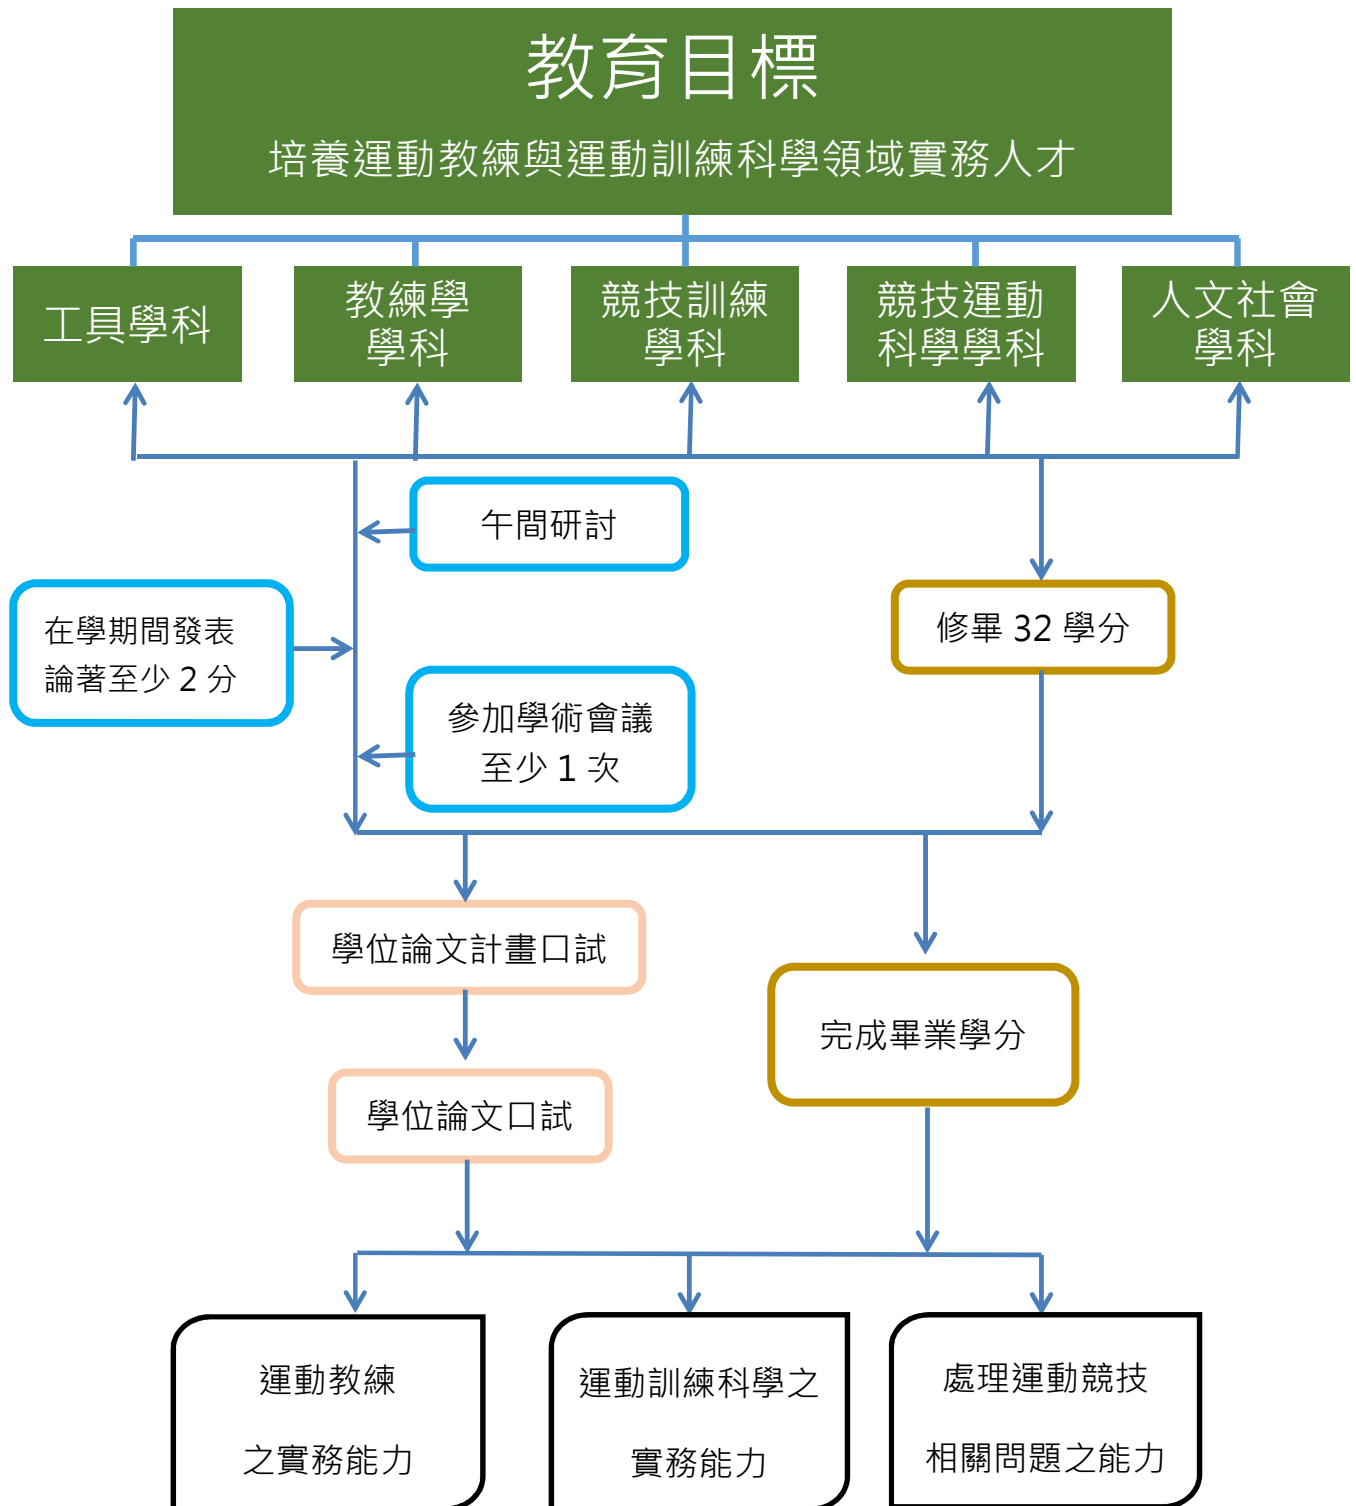 教育目標
培養運動教練與運動訓練科學領域實務人才
工具學科
教練學
學科
競技訓練
學科
競技運動
科學學科
人文社會
學科
午間研討
在學期間發表
論著至少 2 分
修畢 32 學分
參加學術會議
至少 1 次
學位論文計畫口試
完成畢業學分
學位論文口試
運動教練
之實務能力
運動訓練科學之
實務能力
處理運動競技
相關問題之能力